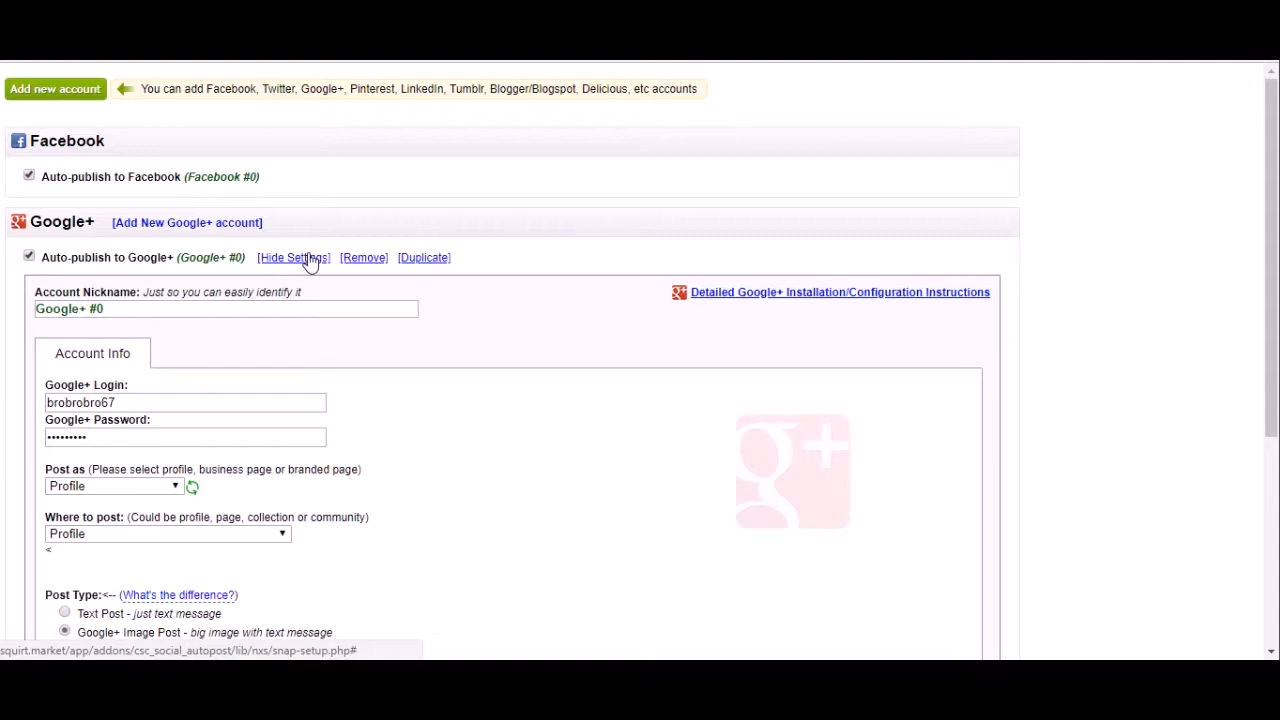 Add new account
You can add Facebook, Twitter, Google+, Pinterest, LinkedIn, Tumblr, Blogger/Blogspot, Delicious, etc accounts
Facebook
Auto-publish to Facebook (Facebook #0)
Google+ [Add New Google+ account]
Auto-publish to Google+ (Google+ #0) [Hide Settings] [Remove] [Duplicate]
Account Nickname: Just so you can easily identify it
Detailed Google+ Installation/Configuration Instructions
Google+ #0
Account Info
Google+ Login:
brobrobro67
Google+ Password:
•••••••••
Post as (Please select profile, business page or branded page)
Profile
Where to post: (Could be profile, page, collection or community)
Profile
<
Post Type:<-- (What's the difference?)
Text Post - just text message
Google+ Image Post - big image with text message
squirt.market/app/addons/csc_social_autopost/lib/nxs/snap-setup.php#